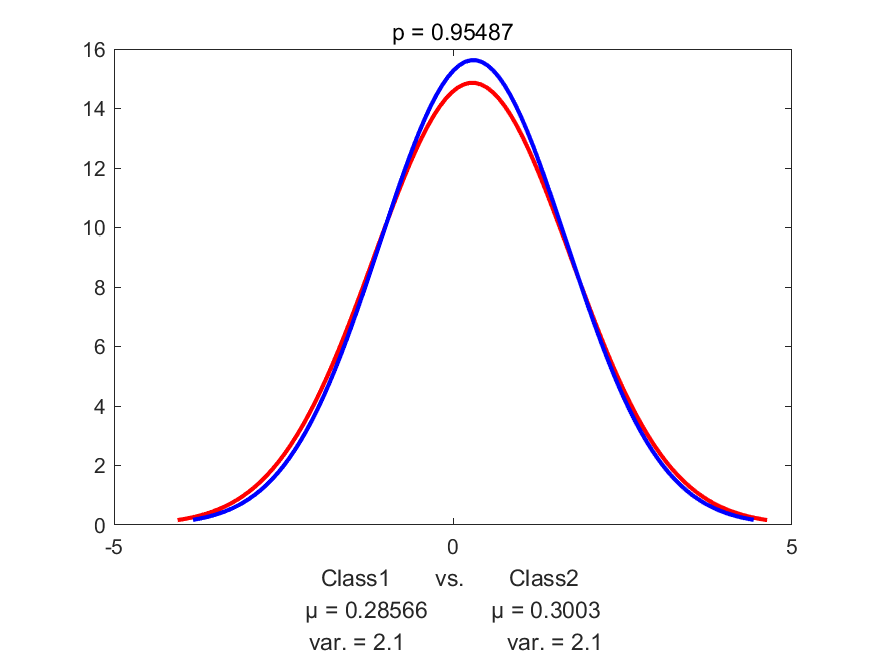 p = 0.95487
16
14
12
10
8
6
4
2
0
-5 0 5
Class1 vs. Class2
μ = 0.28566 μ = 0.3003
var. = 2.1 var. = 2.1